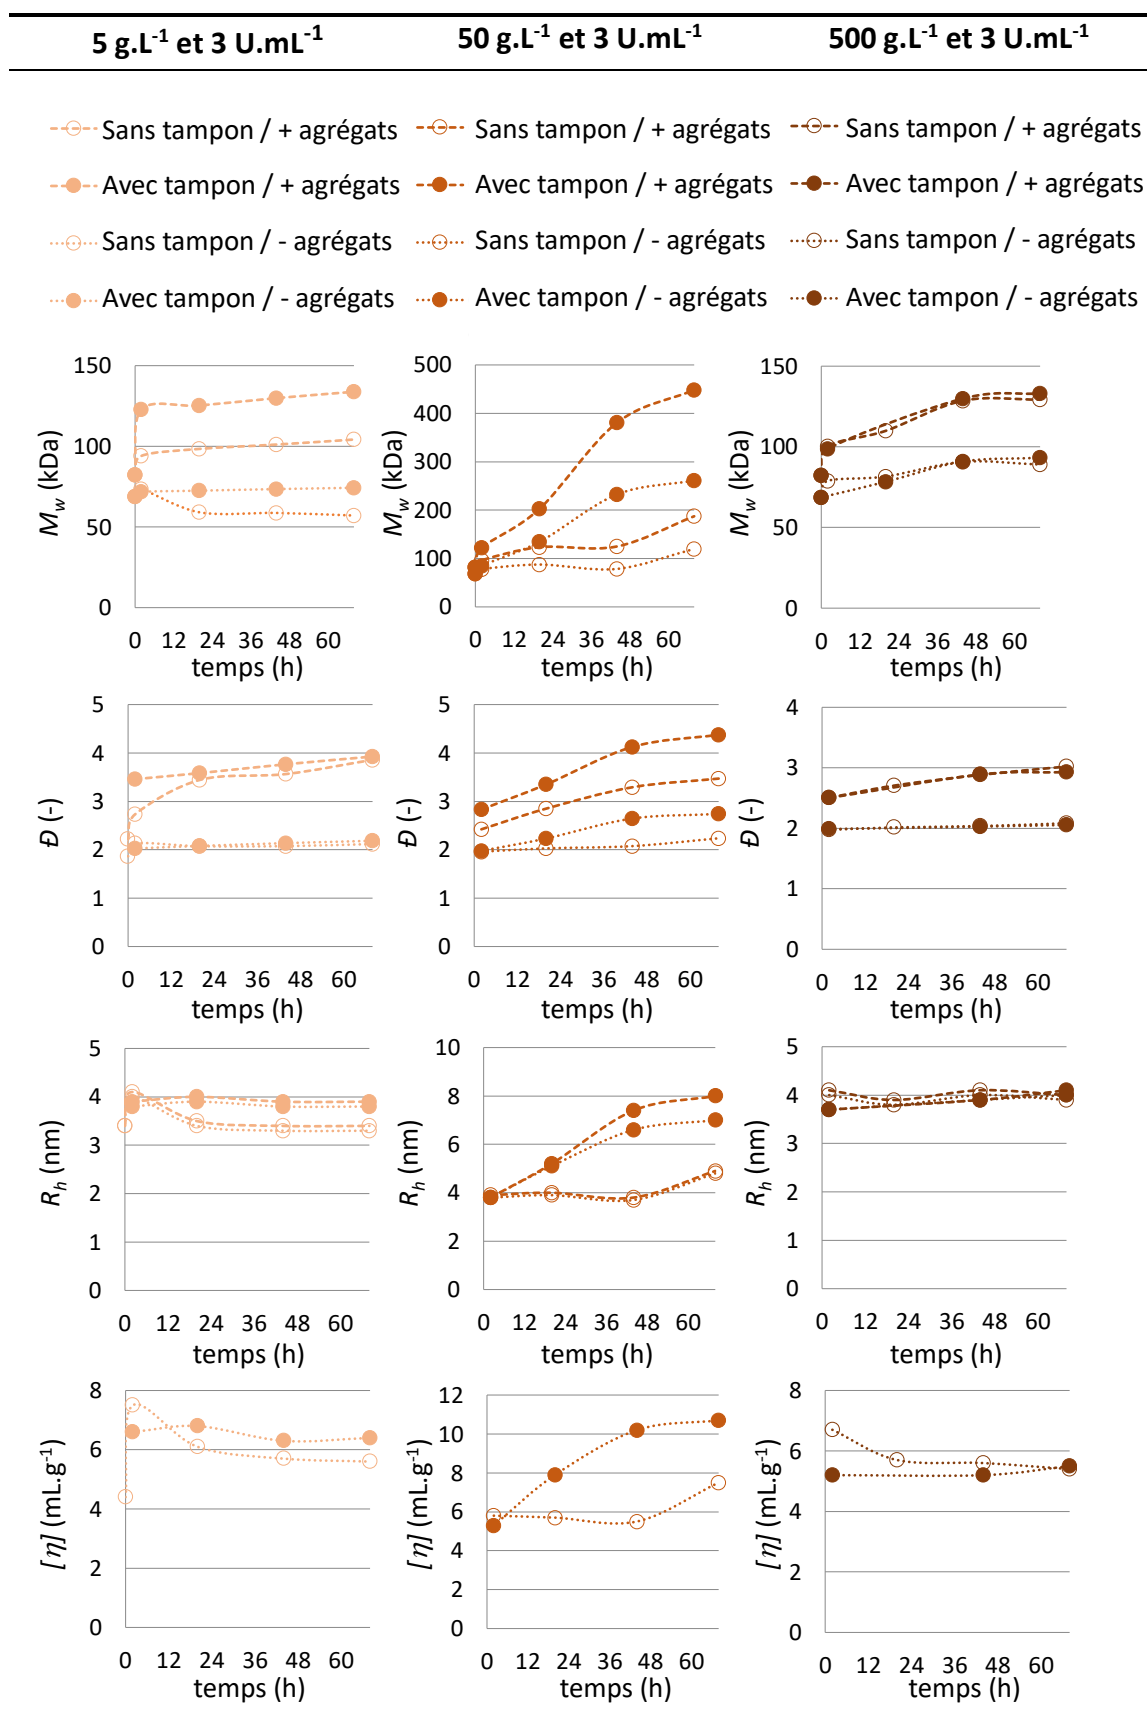 5 g.L-1 et 3 U.mL-1 50 g.L-1 et 3 U.mL-1 500 g.L-1 et 3 U.mL-1
Sans tampon / + agrégats Sans tampon / + agrégats Sans tampon / + agrégats
Avec tampon / + agrégats Avec tampon / + agrégats Avec tampon / + agrégats
Sans tampon / - agrégats Sans tampon / - agrégats Sans tampon / - agrégats
Avec tampon / - agrégats Avec tampon / - agrégats Avec tampon / - agrégats
Mw (kDa)
150
100
50
0
0 12 24 36 48 60
temps (h)
Mw (kDa)
500
400
300
200
100
0
0 12 24 36 48 60
temps (h)
Mw (kDa)
150
100
50
0
0 12 24 36 48 60
temps (h)
Đ (-)
5
4
3
2
1
0
0 12 24 36 48 60
temps (h)
Đ (-)
5
4
3
2
1
0
0 12 24 36 48 60
temps (h)
Đ (-)
4
3
2
1
0
0 12 24 36 48 60
temps (h)
Rh (nm)
5
4
3
2
1
0
0 12 24 36 48 60
temps (h)
Rh (nm)
10
8
6
4
2
0
0 12 24 36 48 60
temps (h)
Rh (nm)
5
4
3
2
1
0
0 12 24 36 48 60
temps (h)
[η] (mL.g-1)
8
6
4
2
0
0 12 24 36 48 60
temps (h)
[η] (mL.g-1)
12
10
8
6
4
2
0
0 12 24 36 48 60
temps (h)
[η] (mL.g-1)
8
6
4
2
0
0 12 24 36 48 60
temps (h)